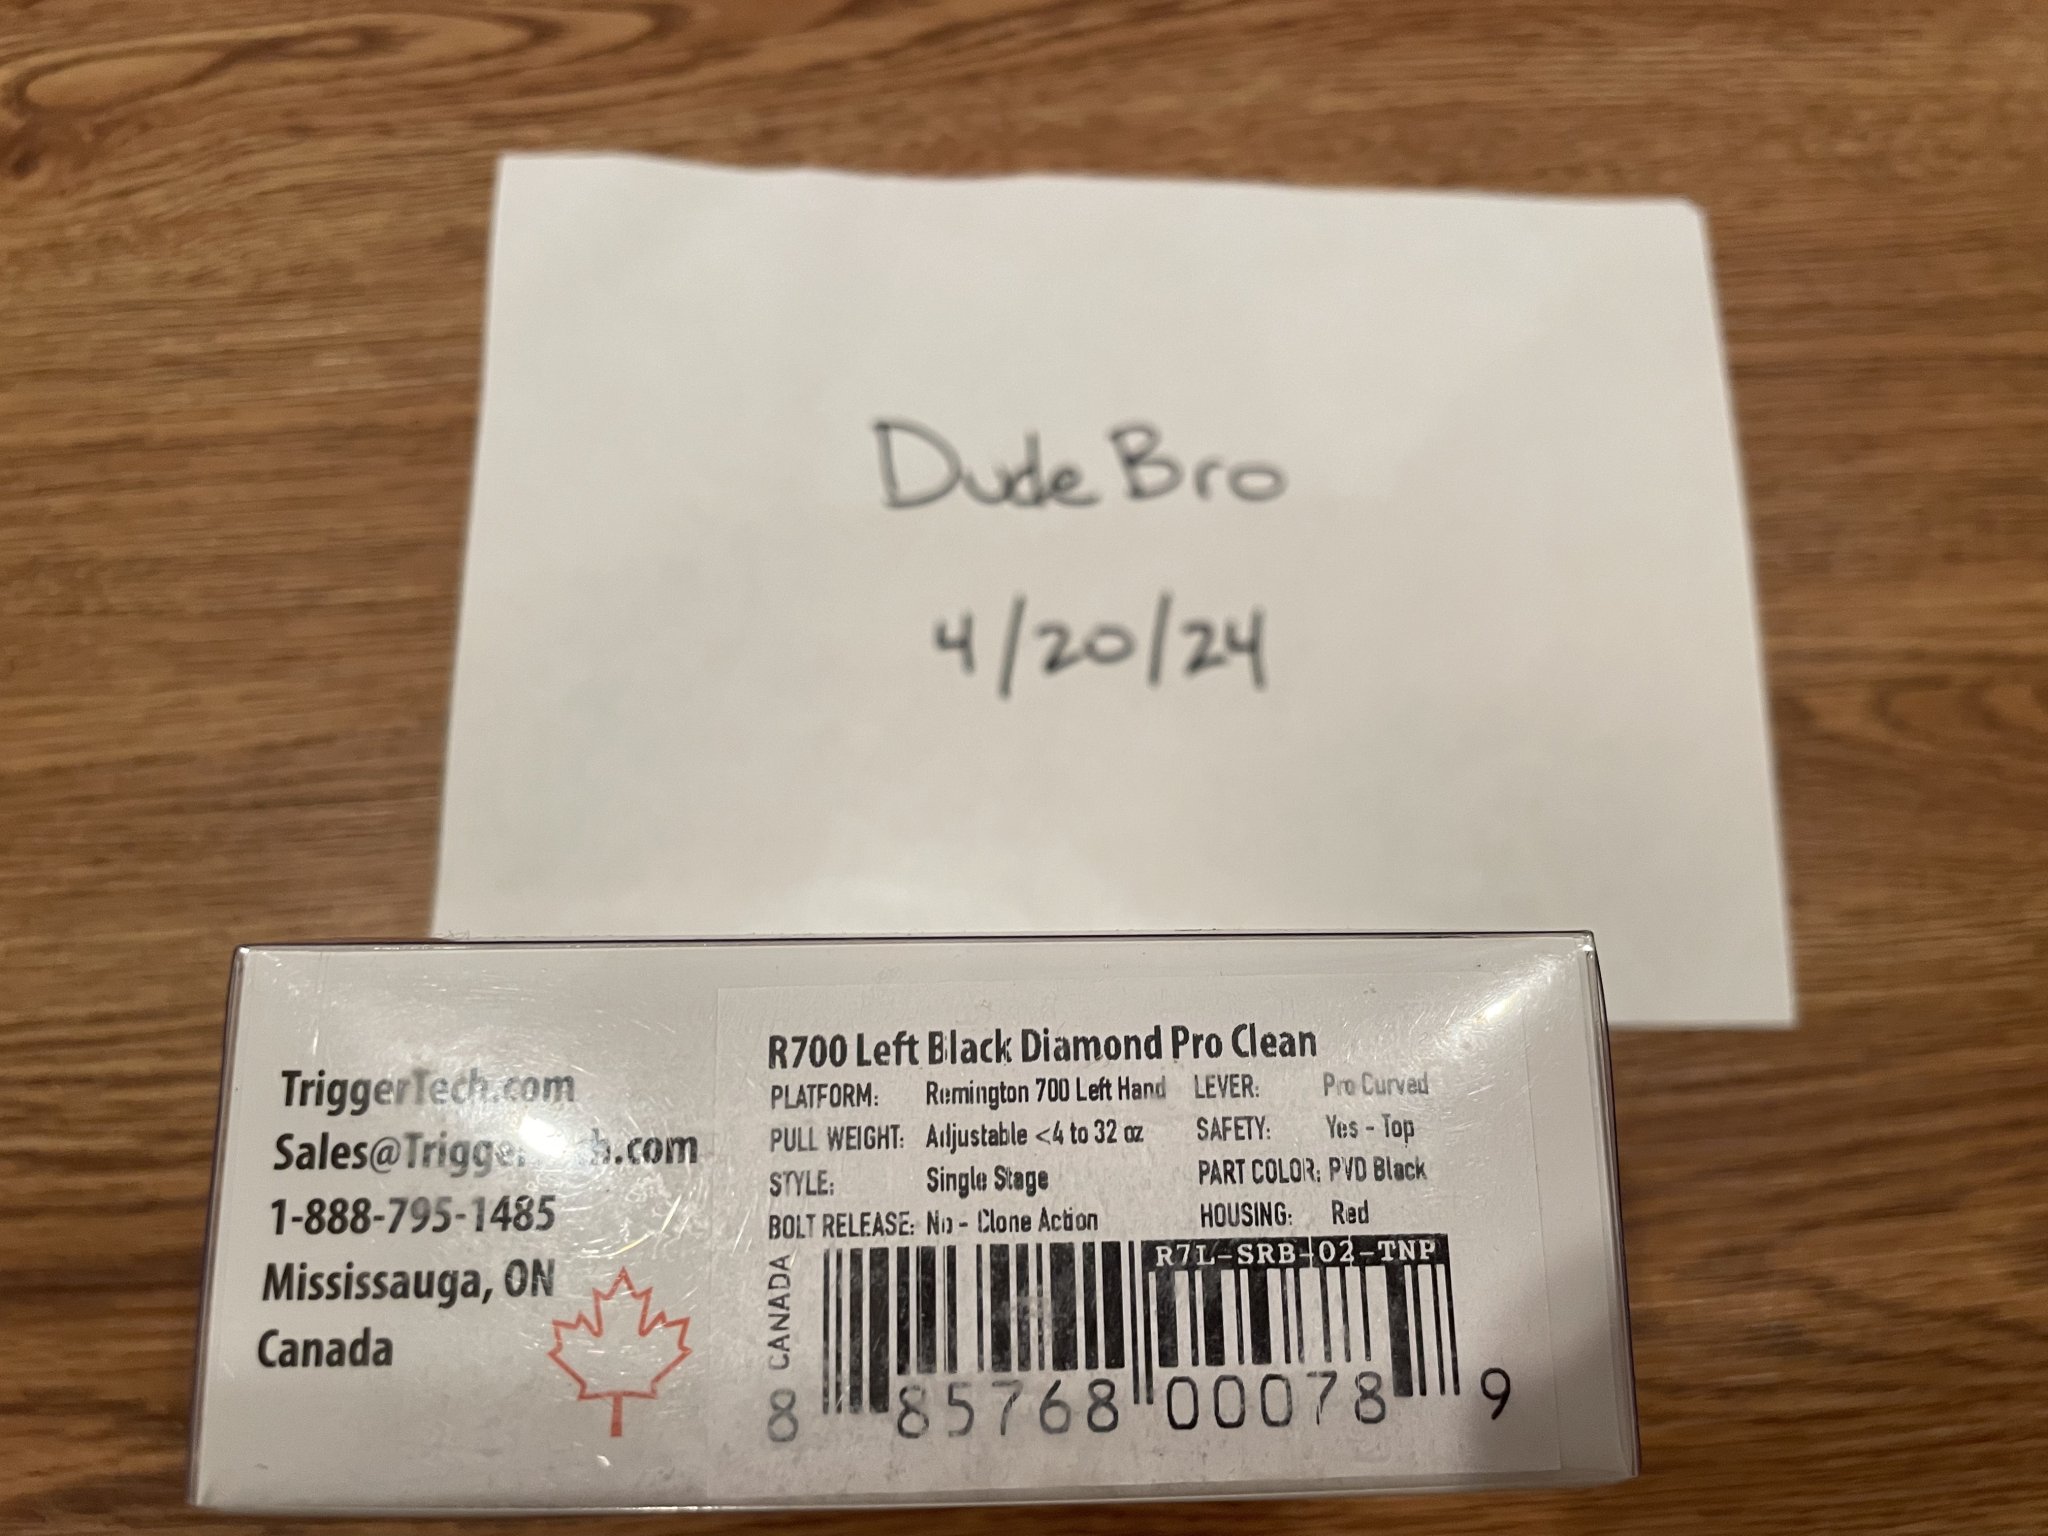 Dude Bro
4/20/24
TriggerTech.com
Sales@TriggerTech.com
1-888-795-1485
Mississauga, ON
Canada
R700 Left Black Diamond Pro Clean
PLATFORM: Remington 700 Left Hand LEVER: Pro Curved
PULL WEIGHT: Adjustable <4 to 32 oz SAFETY: Yes - Top
STYLE: Single Stage PART COLOR: PVD Black
BOLT RELEASE: No - Clone Action HOUSING: Red
CANADA
R7L-SRB-02-TNP
8 85768 00078 9